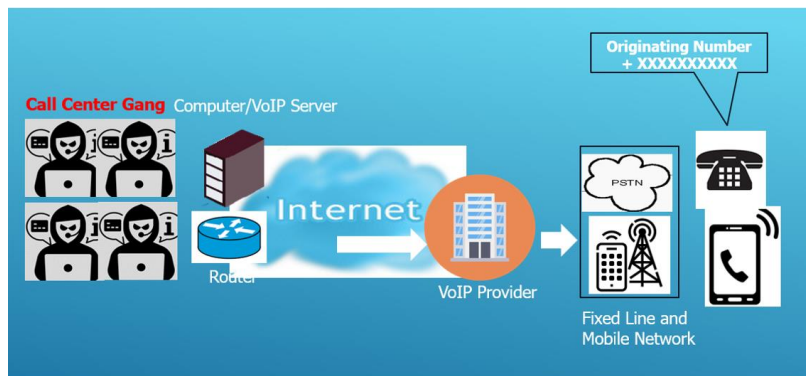 Originating Number
+ XXXXXXXXXX
Call Center Gang
Computer/VoIP Server
Internet
Router
VoIP Provider
PSTN
Fixed Line and
Mobile Network